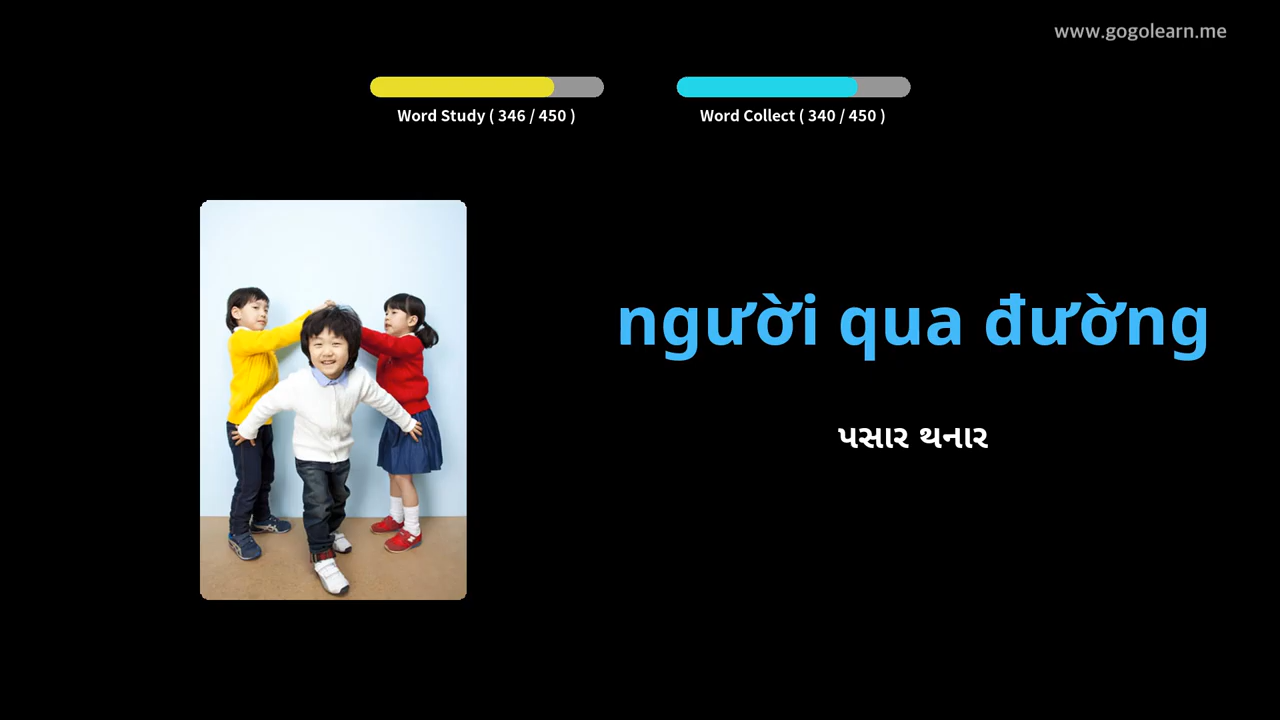 www.gogolearn.me
Word Study ( 346 / 450 )
Word Collect ( 340 / 450 )
người qua đường
પસાર થનાર